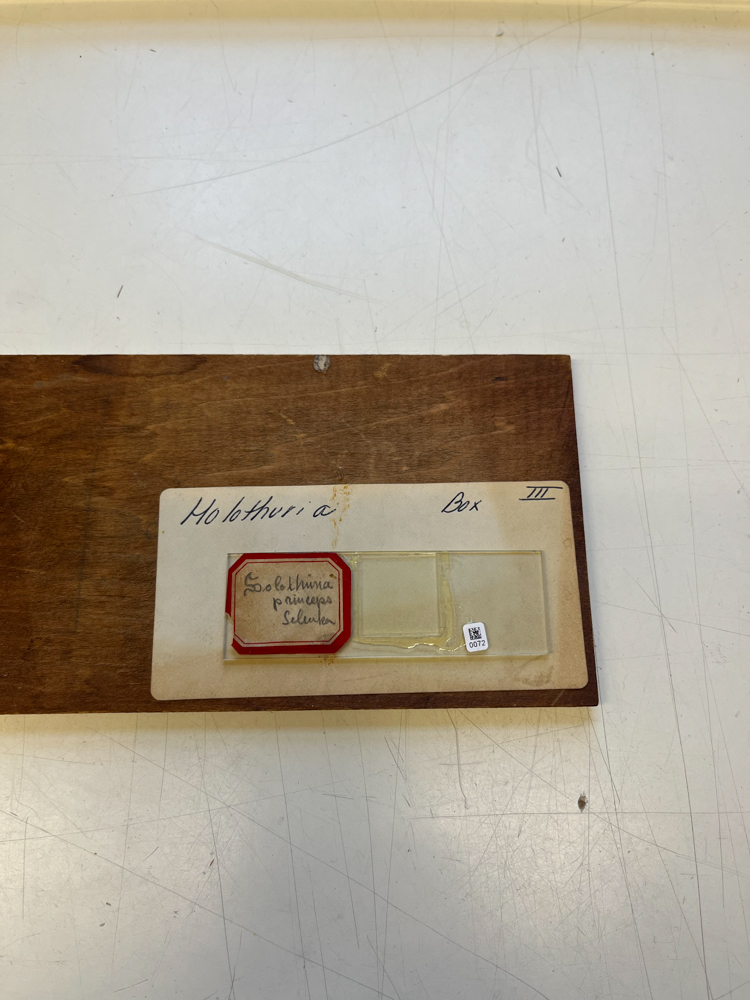 Holothuria Box III
Holothuria
princeps
Selenka
0072